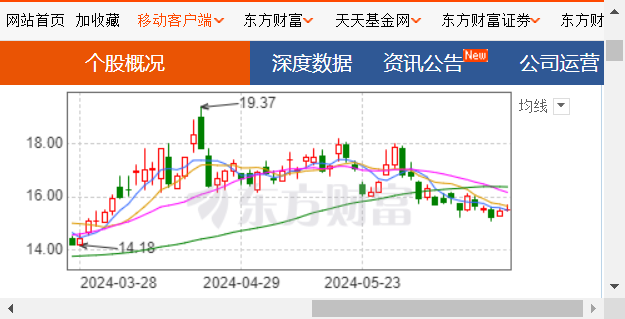 网站首页 加收藏 移动客户端 东方财富 天天基金网 东方财富证券 东方财
个股概况 深度数据 资讯公告 New 公司运营
均线
19.37
18.00
16.00
东方财富
14.18
14.00
2024-03-28 2024-04-29 2024-05-23